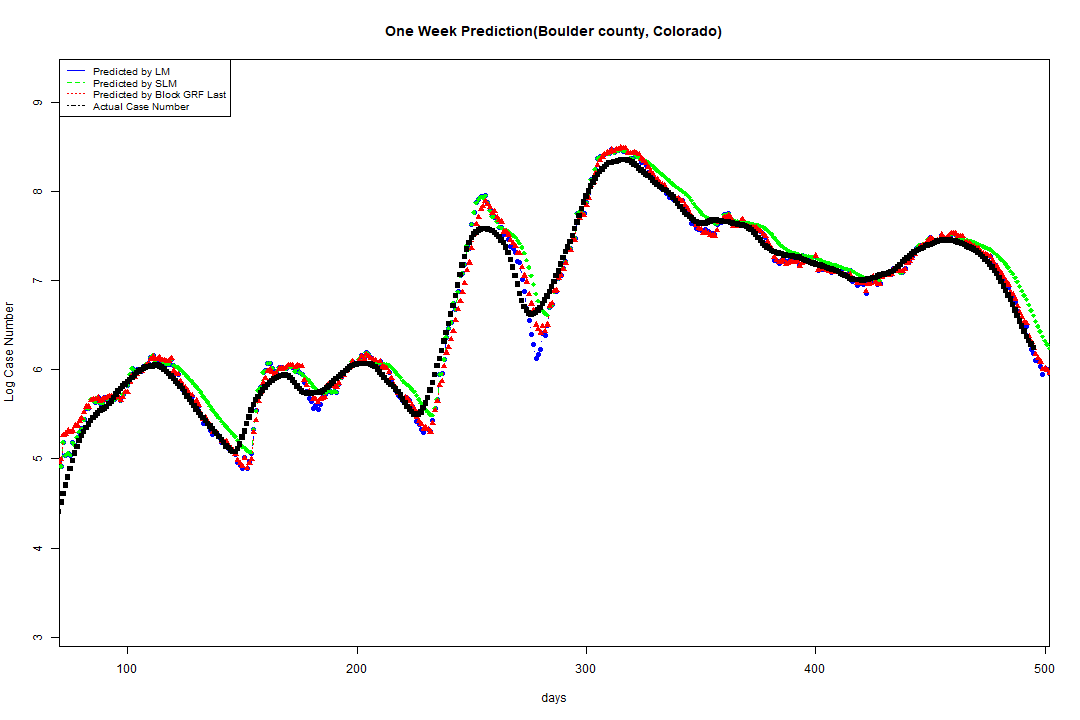 One Week Prediction(Boulder county, Colorado)
Predicted by LM
Predicted by SLM
Predicted by Block GRF Last
Actual Case Number
9
8
7
6
5
4
3
Log Case Number
100 200 300 400 500
days